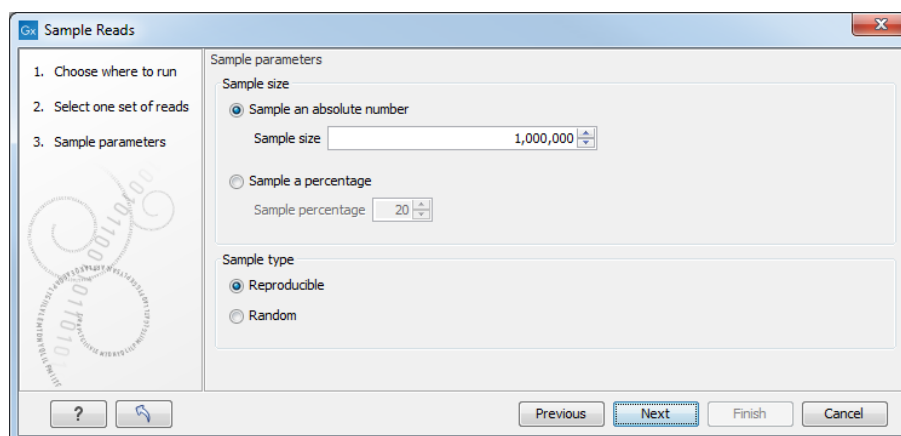 Gx Sample Reads
1. Choose where to run
2. Select one set of reads
3. Sample parameters
Sample parameters
Sample size
Sample an absolute number
Sample size 1,000,000
Sample a percentage
Sample percentage 20
Sample type
Reproducible
Random
? Previous Next Finish Cancel